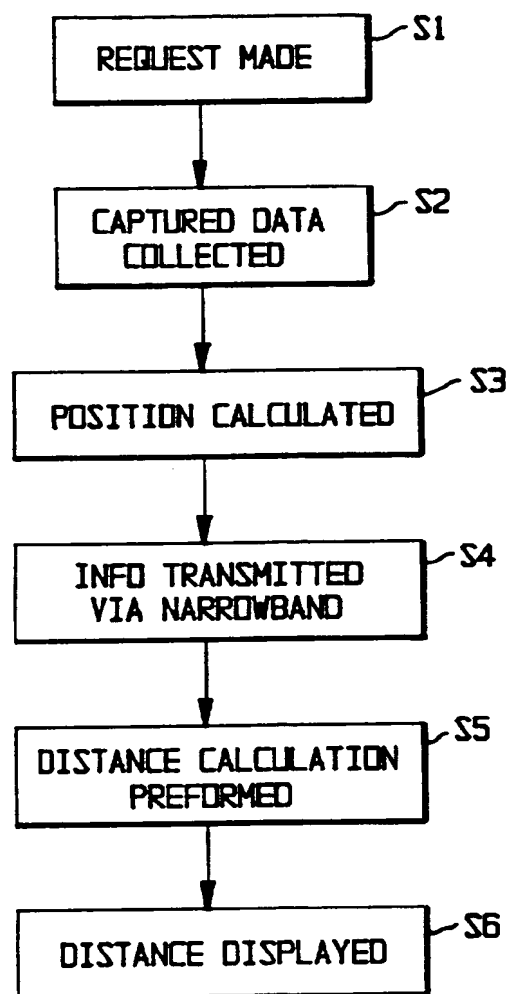 REQUEST MADE
S1
CAPTURED DATA
COLLECTED
S2
POSITION CALCULATED
S3
INFO TRANSMITTED
VIA NARROWBAND
S4
DISTANCE CALCULATION
PREFORMED
S5
DISTANCE DISPLAYED
S6